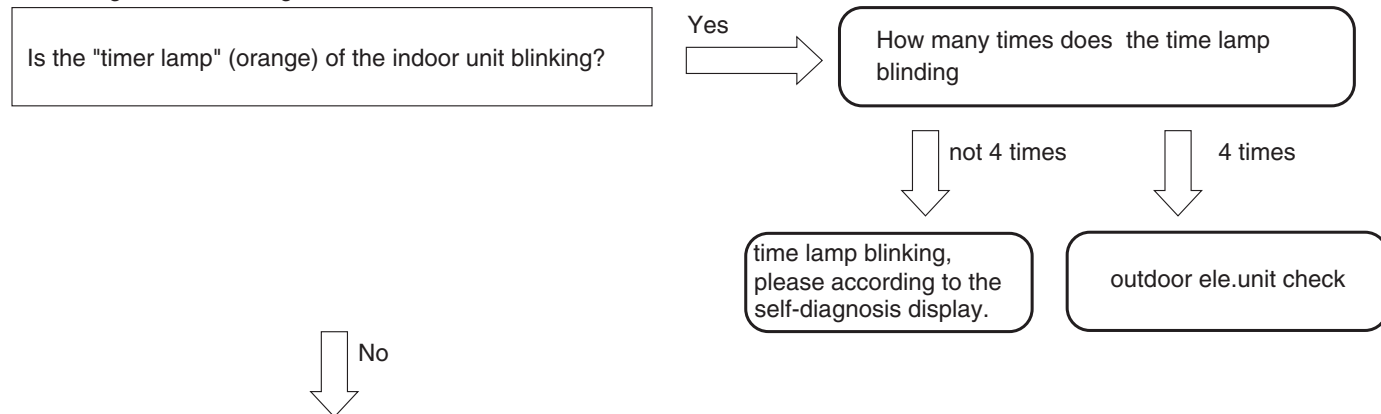 Is the "timer lamp" (orange) of the indoor unit blinking?
Yes
How many times does the time lamp
blinding
not 4 times
4 times
time lamp blinking,
please according to the
self-diagnosis display.
outdoor ele.unit check
No